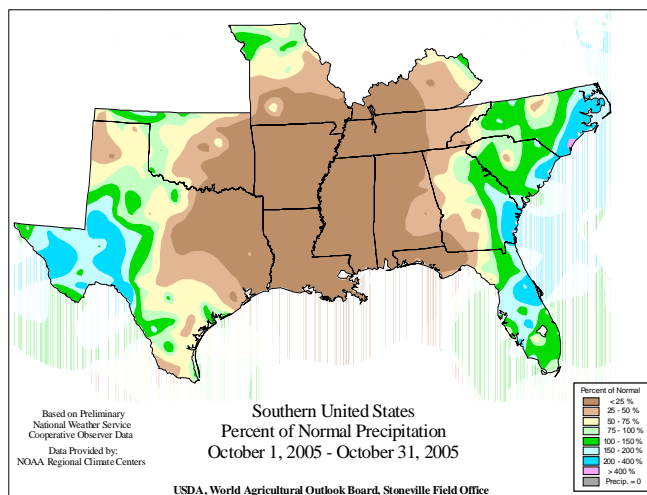 Based on Preliminary
National Weather Service
Cooperative Observer Data
Data Provided by:
NOAA Regional Climate Centers
Southern United States
Percent of Normal Precipitation
October 1, 2005 - October 31, 2005
USDA, World Agricultural Outlook Board, Stoneville Field Office
Percent of Normal
< 25 %
25 - 50 %
50 - 75 %
75 - 100 %
100 - 150 %
150 - 200 %
200 - 400 %
> 400 %
Precip. = 0